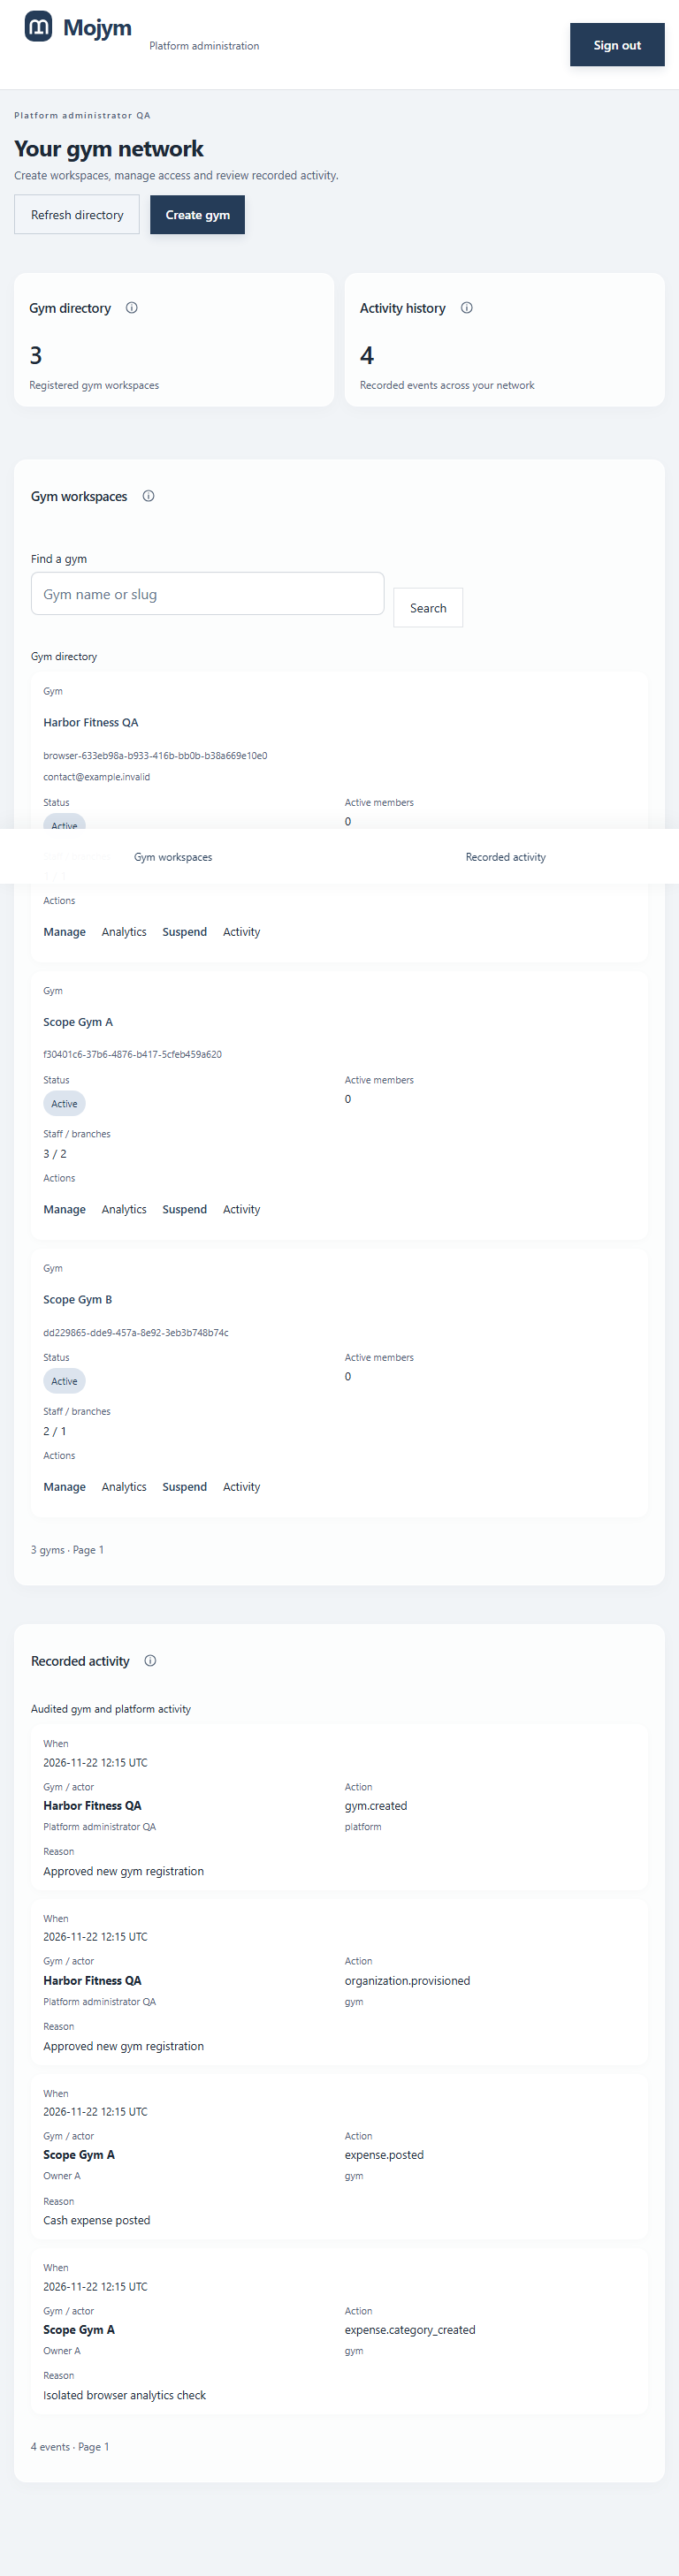 Mojym
Platform administration
Sign out
Platform administrator QA
Your gym network
Create workspaces, manage access and review recorded activity.
Refresh directory
Create gym
Gym directory
3
Registered gym workspaces
Activity history
4
Recorded events across your network
Gym workspaces
Find a gym
Gym name or slug
Search
Gym directory
Gym
Harbor Fitness QA
browser-633eb98a-b933-416b-bb0b-b38a669e10e0
contact@example.invalid
Status
Active members
Active
0
Gym workspaces
Recorded activity
Actions
Manage Analytics Suspend Activity
Gym
Scope Gym A
f30401c6-37b6-4876-b417-5cfeb459a620
Status
Active members
Active
0
Staff / branches
3 / 2
Actions
Manage Analytics Suspend Activity
Gym
Scope Gym B
dd229865-dde9-457a-8e92-3eb3b748b74c
Status
Active members
Active
0
Staff / branches
2 / 1
Actions
Manage Analytics Suspend Activity
3 gyms · Page 1
Recorded activity
Audited gym and platform activity
When
2026-11-22 12:15 UTC
Gym / actor
Action
Harbor Fitness QA
gym.created
Platform administrator QA
platform
Reason
Approved new gym registration
When
2026-11-22 12:15 UTC
Gym / actor
Action
Harbor Fitness QA
organization.provisioned
Platform administrator QA
gym
Reason
Approved new gym registration
When
2026-11-22 12:15 UTC
Gym / actor
Action
Scope Gym A
expense.posted
Owner A
gym
Reason
Cash expense posted
When
2026-11-22 12:15 UTC
Gym / actor
Action
Scope Gym A
expense.category_created
Owner A
gym
Reason
Isolated browser analytics check
4 events · Page 1